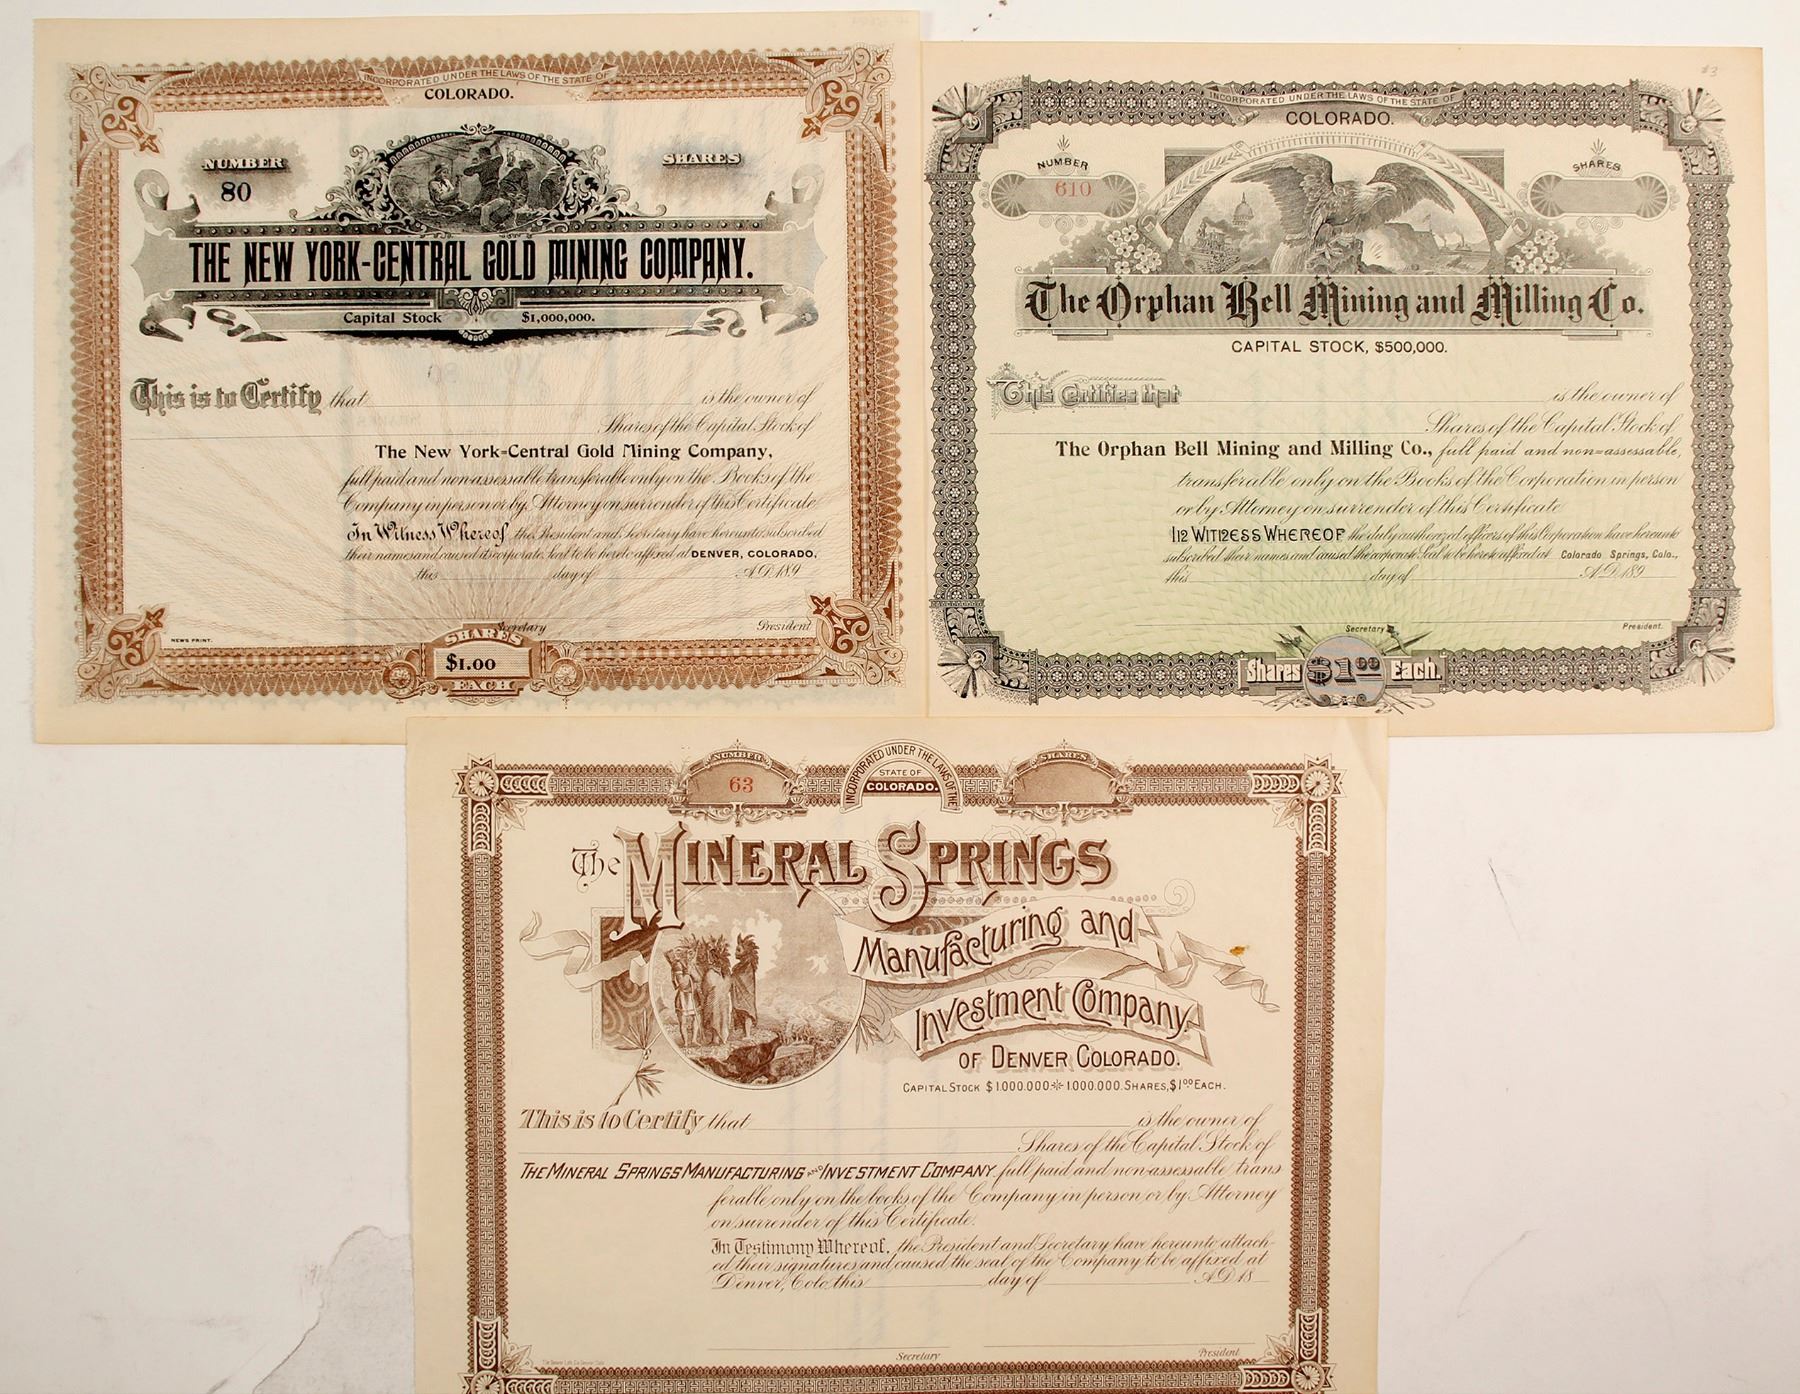 INCORPORATED UNDER THE LAWS OF THE STATE OF
COLORADO.
NUMBER
80
SHARES
THE NEW YORK-CENTRAL GOLD MINING COMPANY.
Capital Stock $1,000,000.
This is to Certify that is the owner of
Shares of the Capital Stock of
The New York-Central Gold Mining Company,
full paid and non-assessable transferable only on the Books of the
Company in person or by Attorney on surrender of this Certificate
In Witness Whereof the President and Secretary have hereunto subscribed
their names and caused its corporate Seal to be hereto affixed at DENVER, COLORADO,
this day of A.D. 189
Secretary President
NEWS PRINT.
SHARES
$1.00
EACH
$3
INCORPORATED UNDER THE LAWS OF THE STATE OF
COLORADO.
NUMBER
610
SHARES
The Orphan Bell Mining and Milling Co.
CAPITAL STOCK, $500,000.
This Certifies that is the owner of
Shares of the Capital Stock of
The Orphan Bell Mining and Milling Co., full paid and non-assessable,
transferable only on the Books of the Corporation in person
or by Attorney on surrender of this Certificate
In Witness Whereof the duly authorized officers of this Corporation have hereunto
subscribed their names and caused the corporate Seal to be hereto affixed at Colorado Springs, Colo.,
this day of A.D. 189
Secretary President.
Shares $1.00 Each.
NUMBER
63
INCORPORATED UNDER THE LAWS OF THE
STATE OF
COLORADO.
SHARES
The Mineral Springs
Manufacturing and
Investment Company
OF DENVER COLORADO.
CAPITAL STOCK $1.000.000 1.000.000. SHARES, $1.00 EACH.
This is to Certify that is the owner of
Shares of the Capital Stock of
THE MINERAL SPRINGS MANUFACTURING AND INVESTMENT COMPANY full paid and non-assessable trans
ferable only on the books of the Company in person or by Attorney
on surrender of this Certificate.
In Testimony Whereof, the President and Secretary have hereunto attach-
ed their signatures and caused the seal of the Company to be affixed at
Denver, Colo. this day of A.D. 18
Secretary President